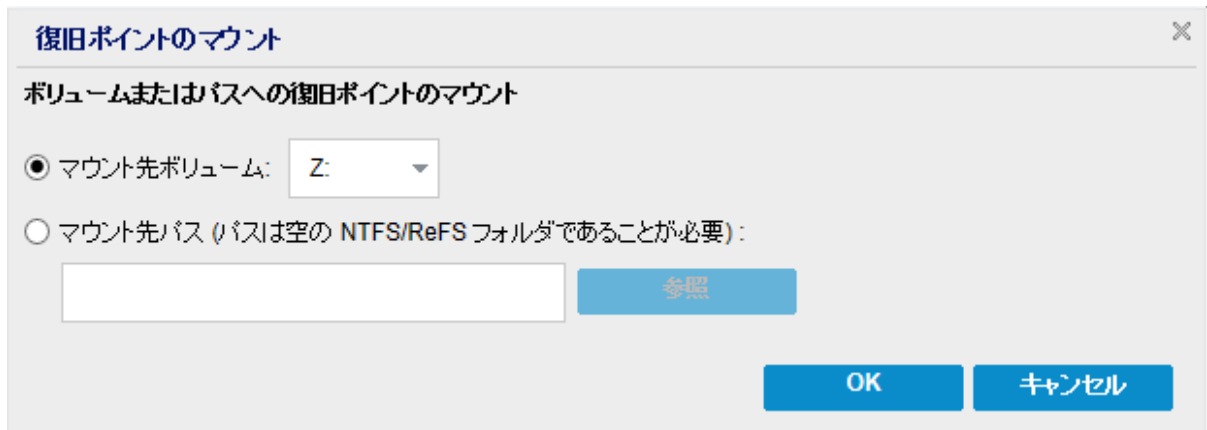 復旧ポイントのマウント
ボリュームまたはパスへの復旧ポイントのマウント
マウント先ボリューム: Z:
マウント先パス (パスは空の NTFS/ReFS フォルダであることが必要) :
参照
OK キャンセル